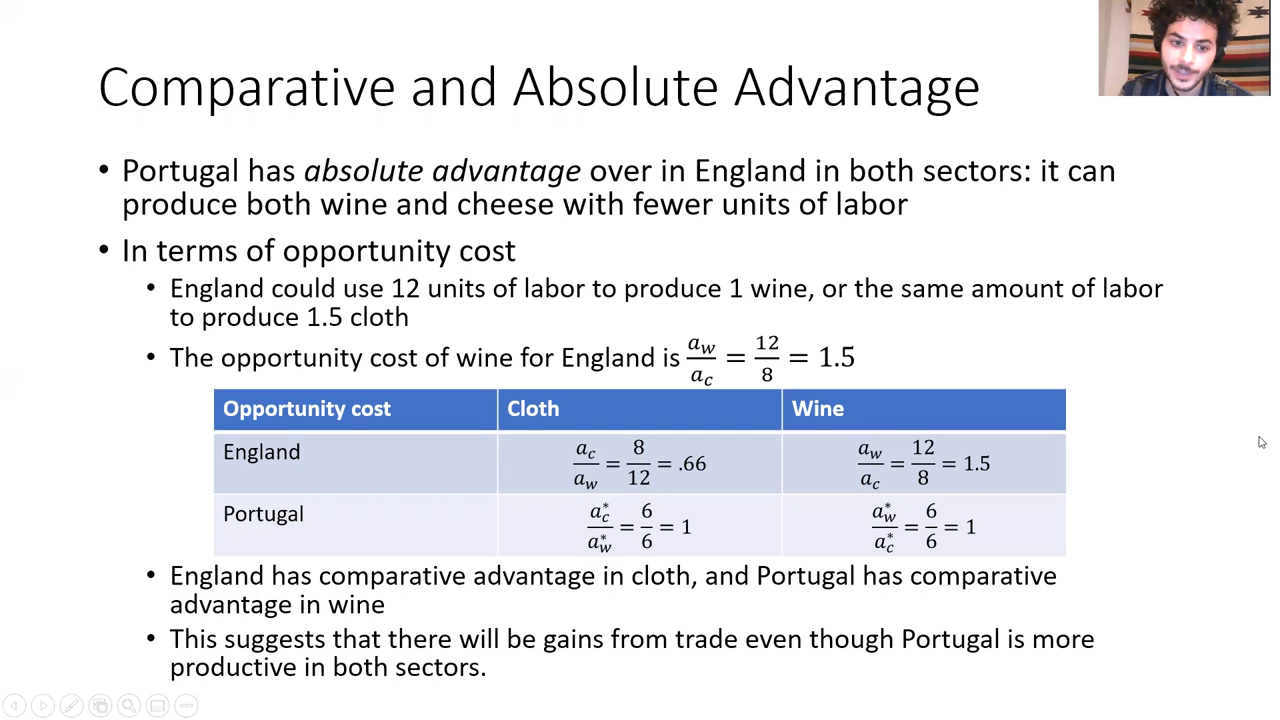 Comparative and Absolute Advantage
• Portugal has absolute advantage over in England in both sectors: it can
produce both wine and cheese with fewer units of labor
• In terms of opportunity cost
• England could use 12 units of labor to produce 1 wine, or the same amount of labor
to produce 1.5 cloth
• The opportunity cost of wine for England is a_w/a_c = 12/8 = 1.5
Opportunity cost Cloth Wine
England a_c/a_w = 8/12 = .66 a_w/a_c = 12/8 = 1.5
Portugal a_c^*/a_w^* = 6/6 = 1 a_w^*/a_c^* = 6/6 = 1
• England has comparative advantage in cloth, and Portugal has comparative
advantage in wine
• This suggests that there will be gains from trade even though Portugal is more
productive in both sectors.